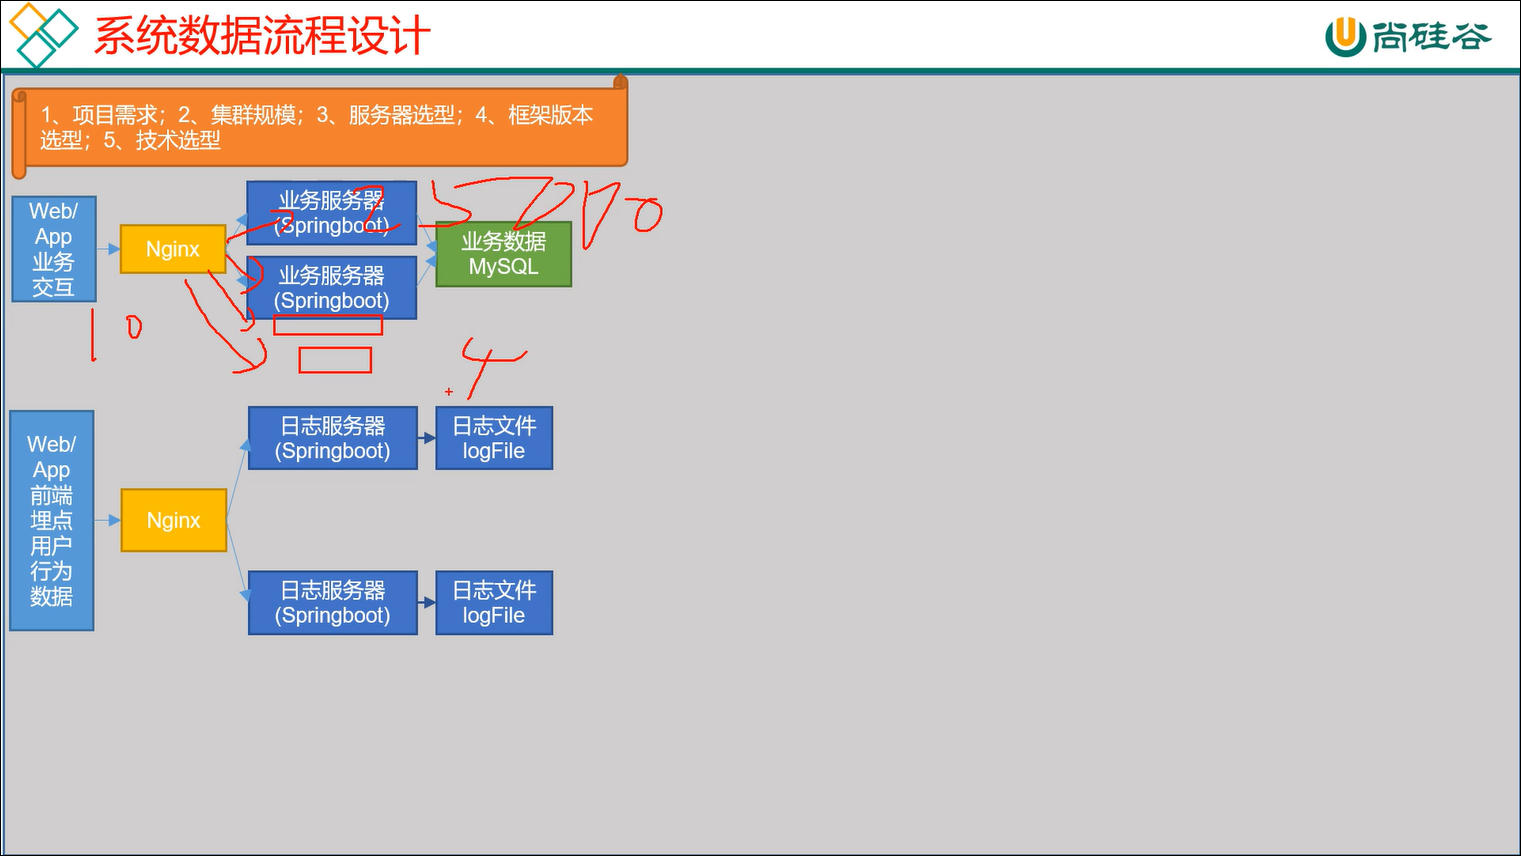 系统数据流程设计
尚硅谷
1、项目需求；2、集群规模；3、服务器选型；4、框架版本
选型；5、技术选型
Web/
App
业务
交互
Nginx
业务服务器
(Springboot)
业务服务器
(Springboot)
业务数据
MySQL
10
4
Web/
App
前端
埋点
用户
行为
数据
Nginx
日志服务器
(Springboot)
日志文件
logFile
日志服务器
(Springboot)
日志文件
logFile